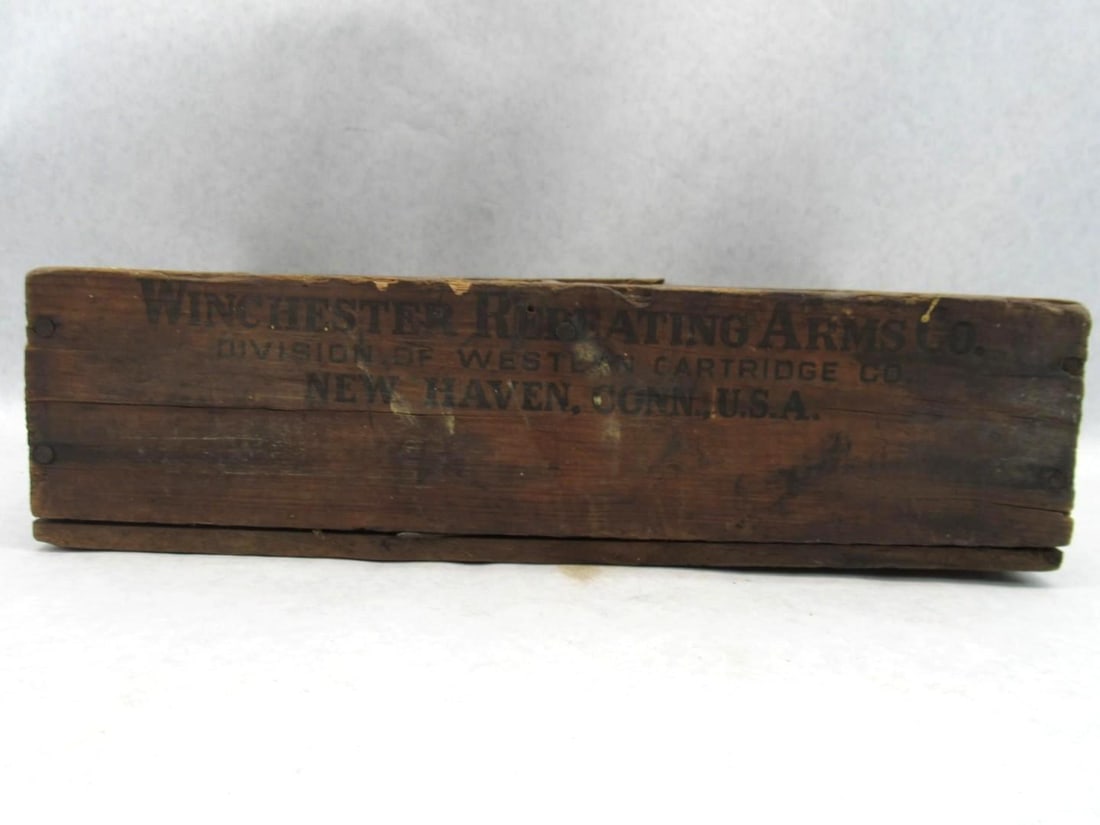 WINCHESTER REPEATING ARMS CO.
DIVISION OF WESTERN CARTRIDGE CO.
NEW HAVEN, CONN., U.S.A.